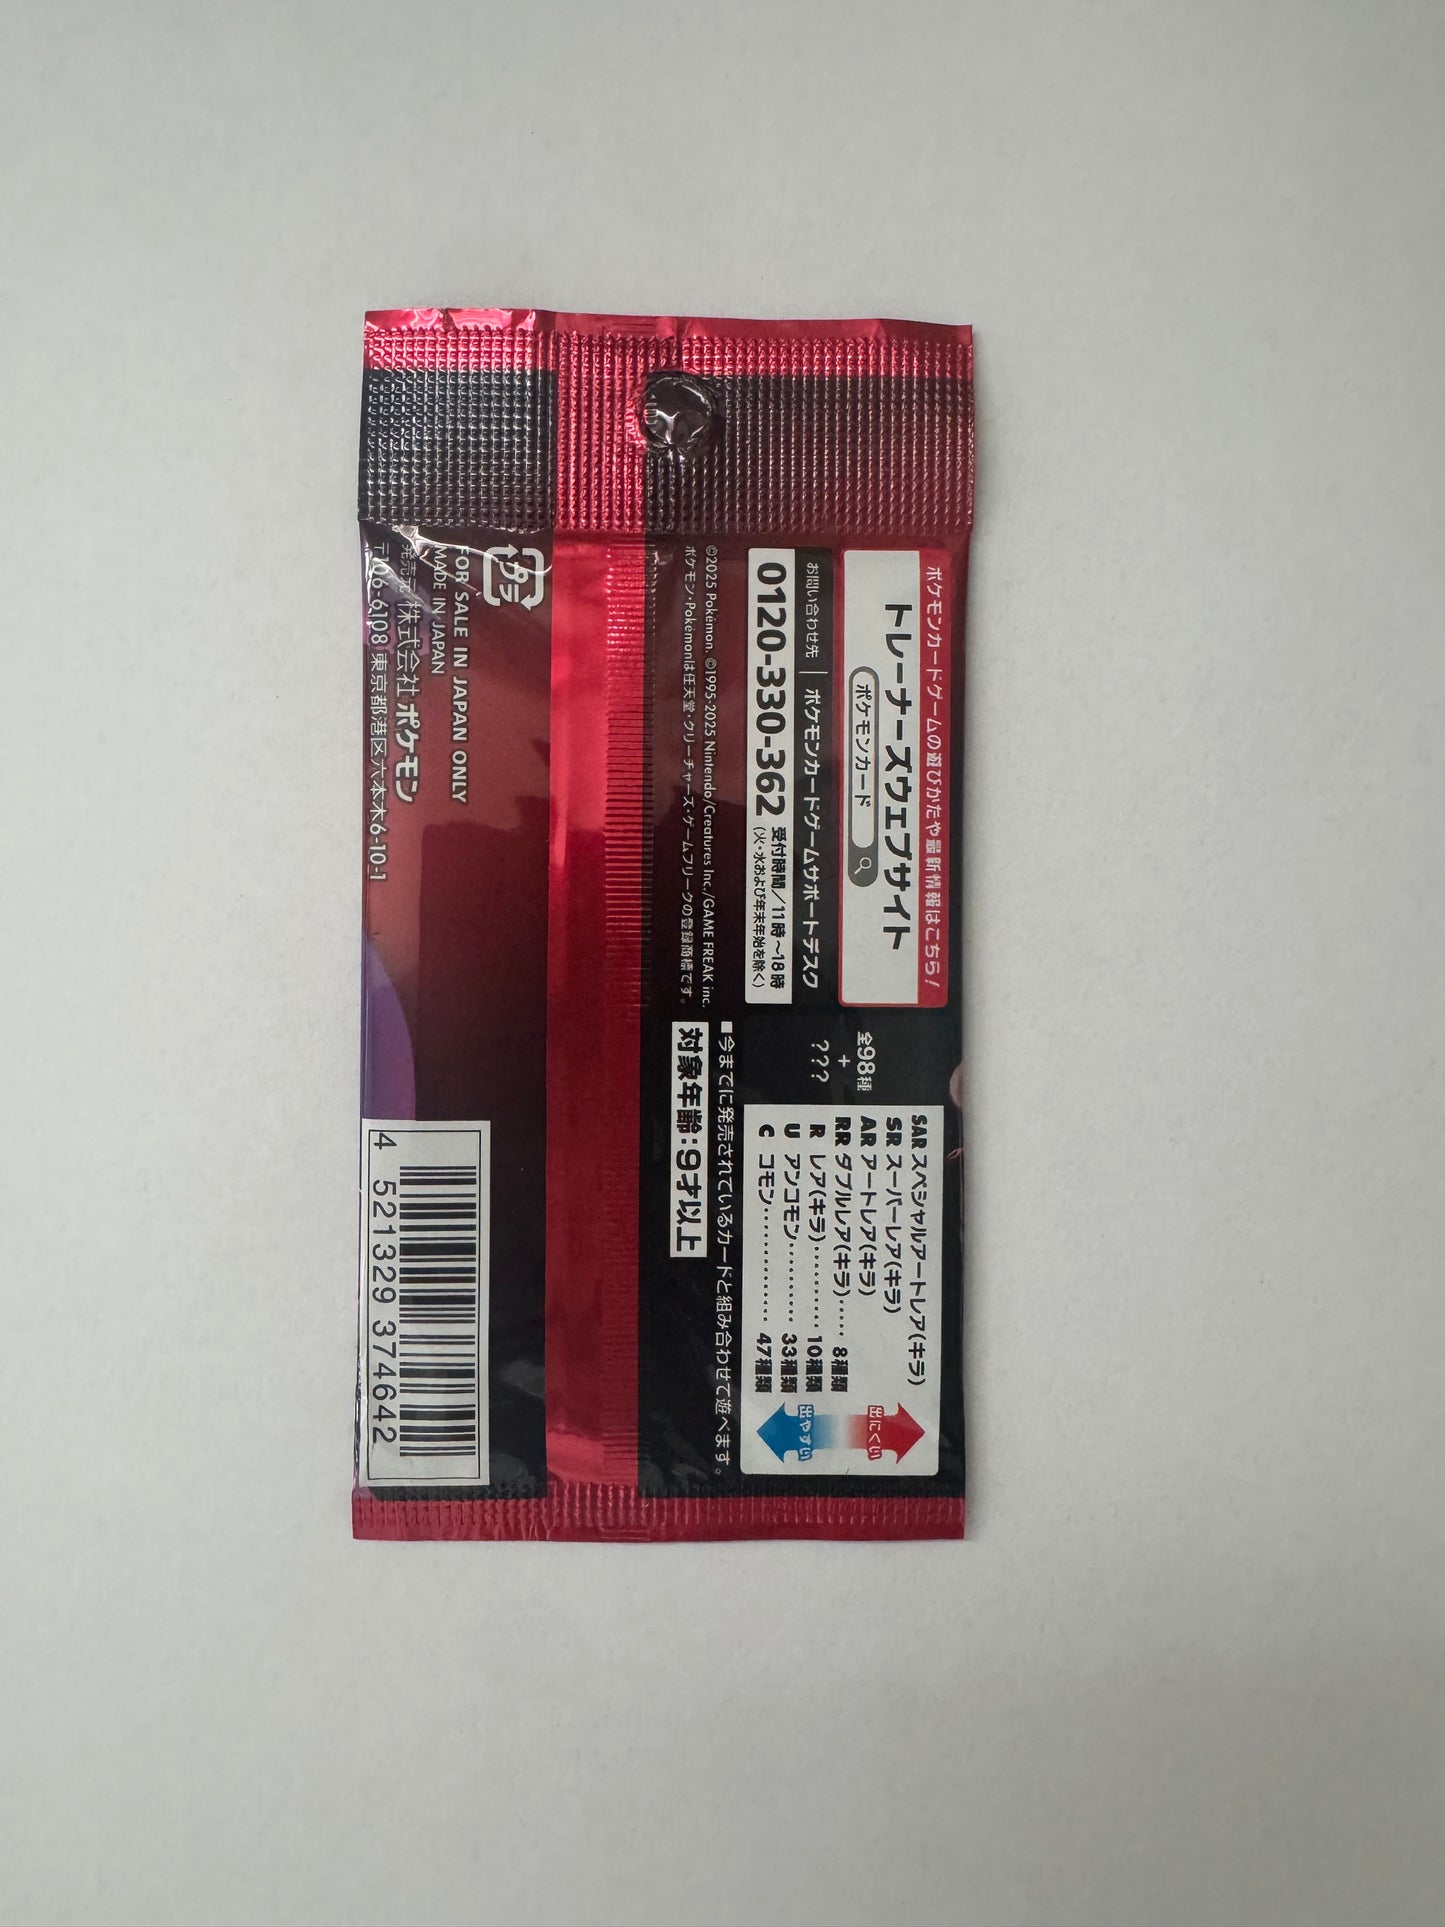 ポケモンカードゲームの遊びかたや最新情報はこちら！
トレーナーズウェブサイト
ポケモンカード
お問い合わせ先｜ポケモンカードゲームサポートデスク
0120-330-362
受付時間／11時～18時
(火・水および年末年始を除く)
©2025 Pokémon. ©1995-2025 Nintendo/Creatures Inc./GAME FREAK inc.
ポケモン・Pokémonは任天堂・クリーチャーズ・ゲームフリークの登録商標です。
全98種
+
???
SAR スペシャルアートレア(キラ)
SR スーパーレア(キラ)
AR アートレア(キラ)
RR ダブルレア(キラ)····· 8種類
R レア(キラ)·········· 10種類
U アンコモン·········· 33種類
C コモン·············· 47種類
出にくい
出やすい
■今までに発売されているカードと組み合わせて遊べます。
対象年齢：9才以上
プラ
FOR SALE IN JAPAN ONLY
MADE IN JAPAN
発売元 株式会社 ポケモン
〒106-6108 東京都港区六本木6-10-1
4 521329 374642